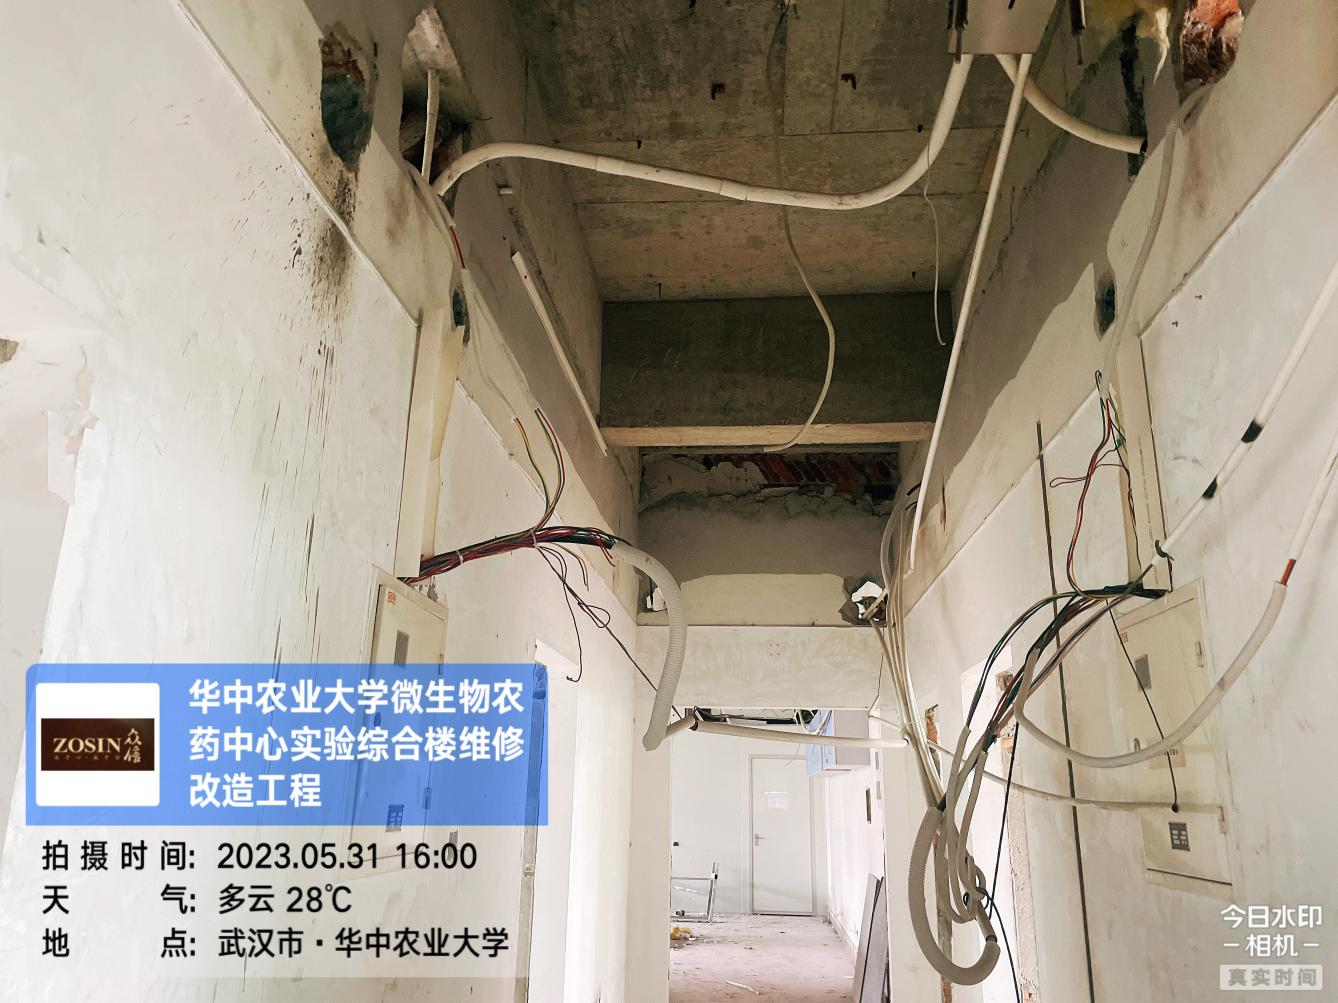 华中农业大学微生物农
药中心实验综合楼维修
改造工程
ZOSIN众信
拍摄时间: 2023.05.31 16:00
天气: 多云 28℃
地点: 武汉市·华中农业大学
今日水印
-相机-
真实时间